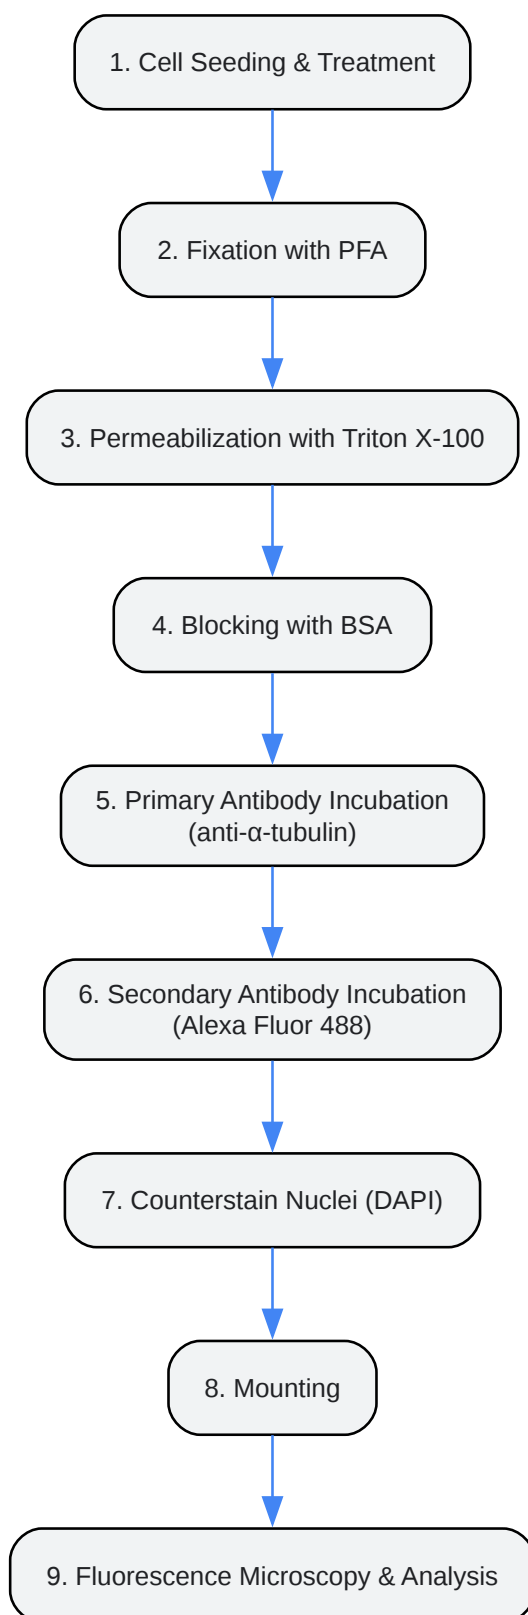 1. Cell Seeding & Treatment
2. Fixation with PFA
3. Permeabilization with Triton X-100
4. Blocking with BSA
5. Primary Antibody Incubation
(anti-α-tubulin)
6. Secondary Antibody Incubation
(Alexa Fluor 488)
7. Counterstain Nuclei (DAPI)
8. Mounting
9. Fluorescence Microscopy & Analysis